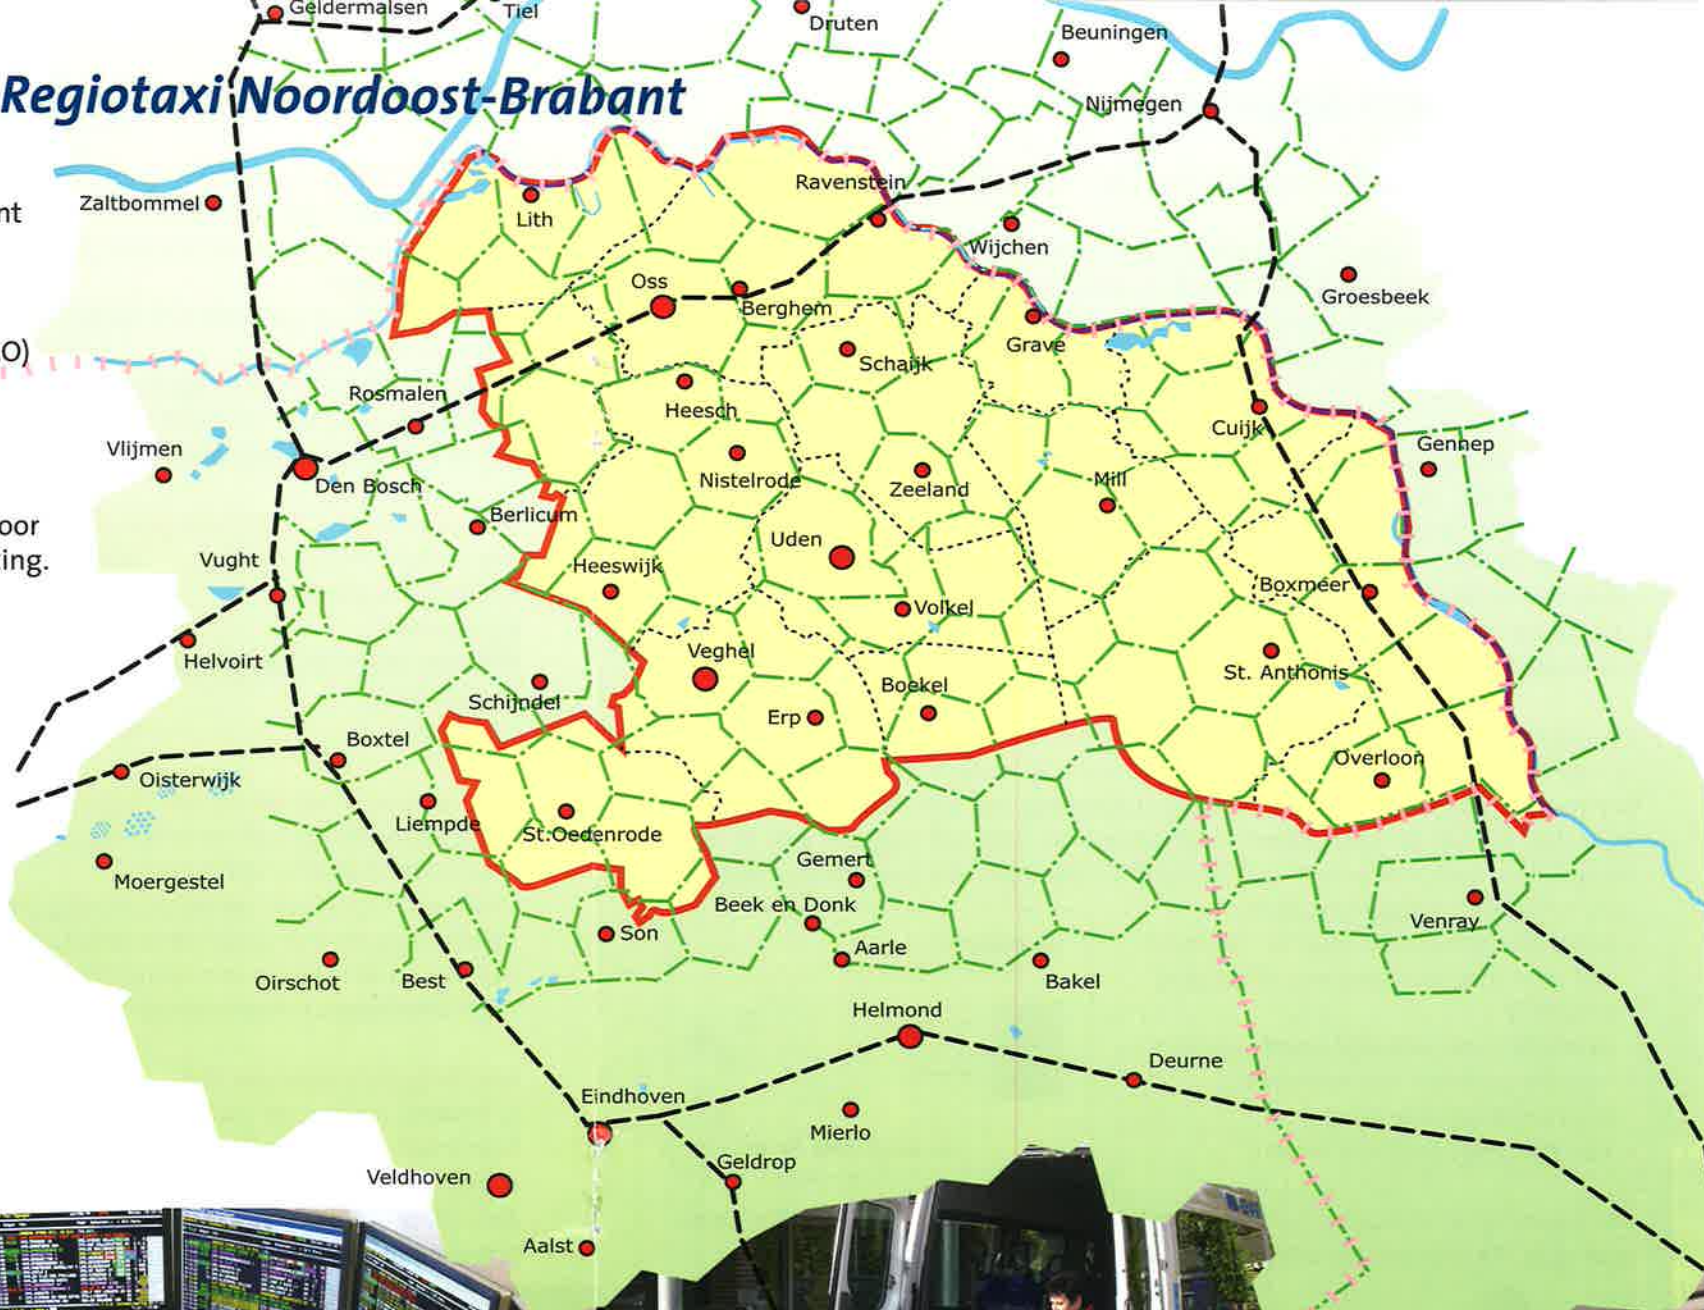 Geldermalsen
Tiel
Druten
Beuningen
Regiotaxi Noordoost-Brabant
Nijmegen
Ravenstein
Zaltbommel
nt
Lith
Wijchen
Oss
Groesbeek
Berghem
Grave
O)
Schaijk
Rosmalen
Heesch
Cuijk
Vlijmen
Gennep
Den Bosch
Nistelrode
Zeeland
Mill
Berlicum
oor
Uden
ing.
Vught
Heeswijk
Boxmeer
Volkel
Helvoirt
Veghel
St. Anthonis
Schijndel
Boekel
Erp
Boxtel
Overloon
Oisterwijk
Liempde
St.Oedenrode
Gemert
Moergestel
Beek en Donk
Venray
Son
Aarle
Oirschot
Best
Bakel
Helmond
Deurne
Eindhoven
Mierlo
Geldrop
Veldhoven
Aalst